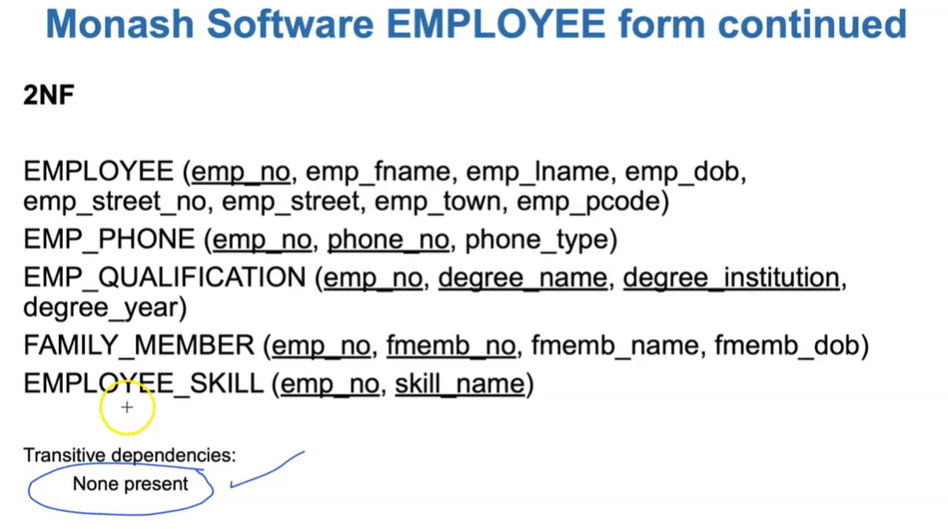 Monash Software EMPLOYEE form continued
2NF
EMPLOYEE (emp_no, emp_fname, emp_lname, emp_dob,
emp_street_no, emp_street, emp_town, emp_pcode)
EMP_PHONE (emp_no, phone_no, phone_type)
EMP_QUALIFICATION (emp_no, degree_name, degree_institution,
degree_year)
FAMILY_MEMBER (emp_no, fmemb_no, fmemb_name, fmemb_dob)
EMPLOYEE_SKILL (emp_no, skill_name)
Transitive dependencies:
None present